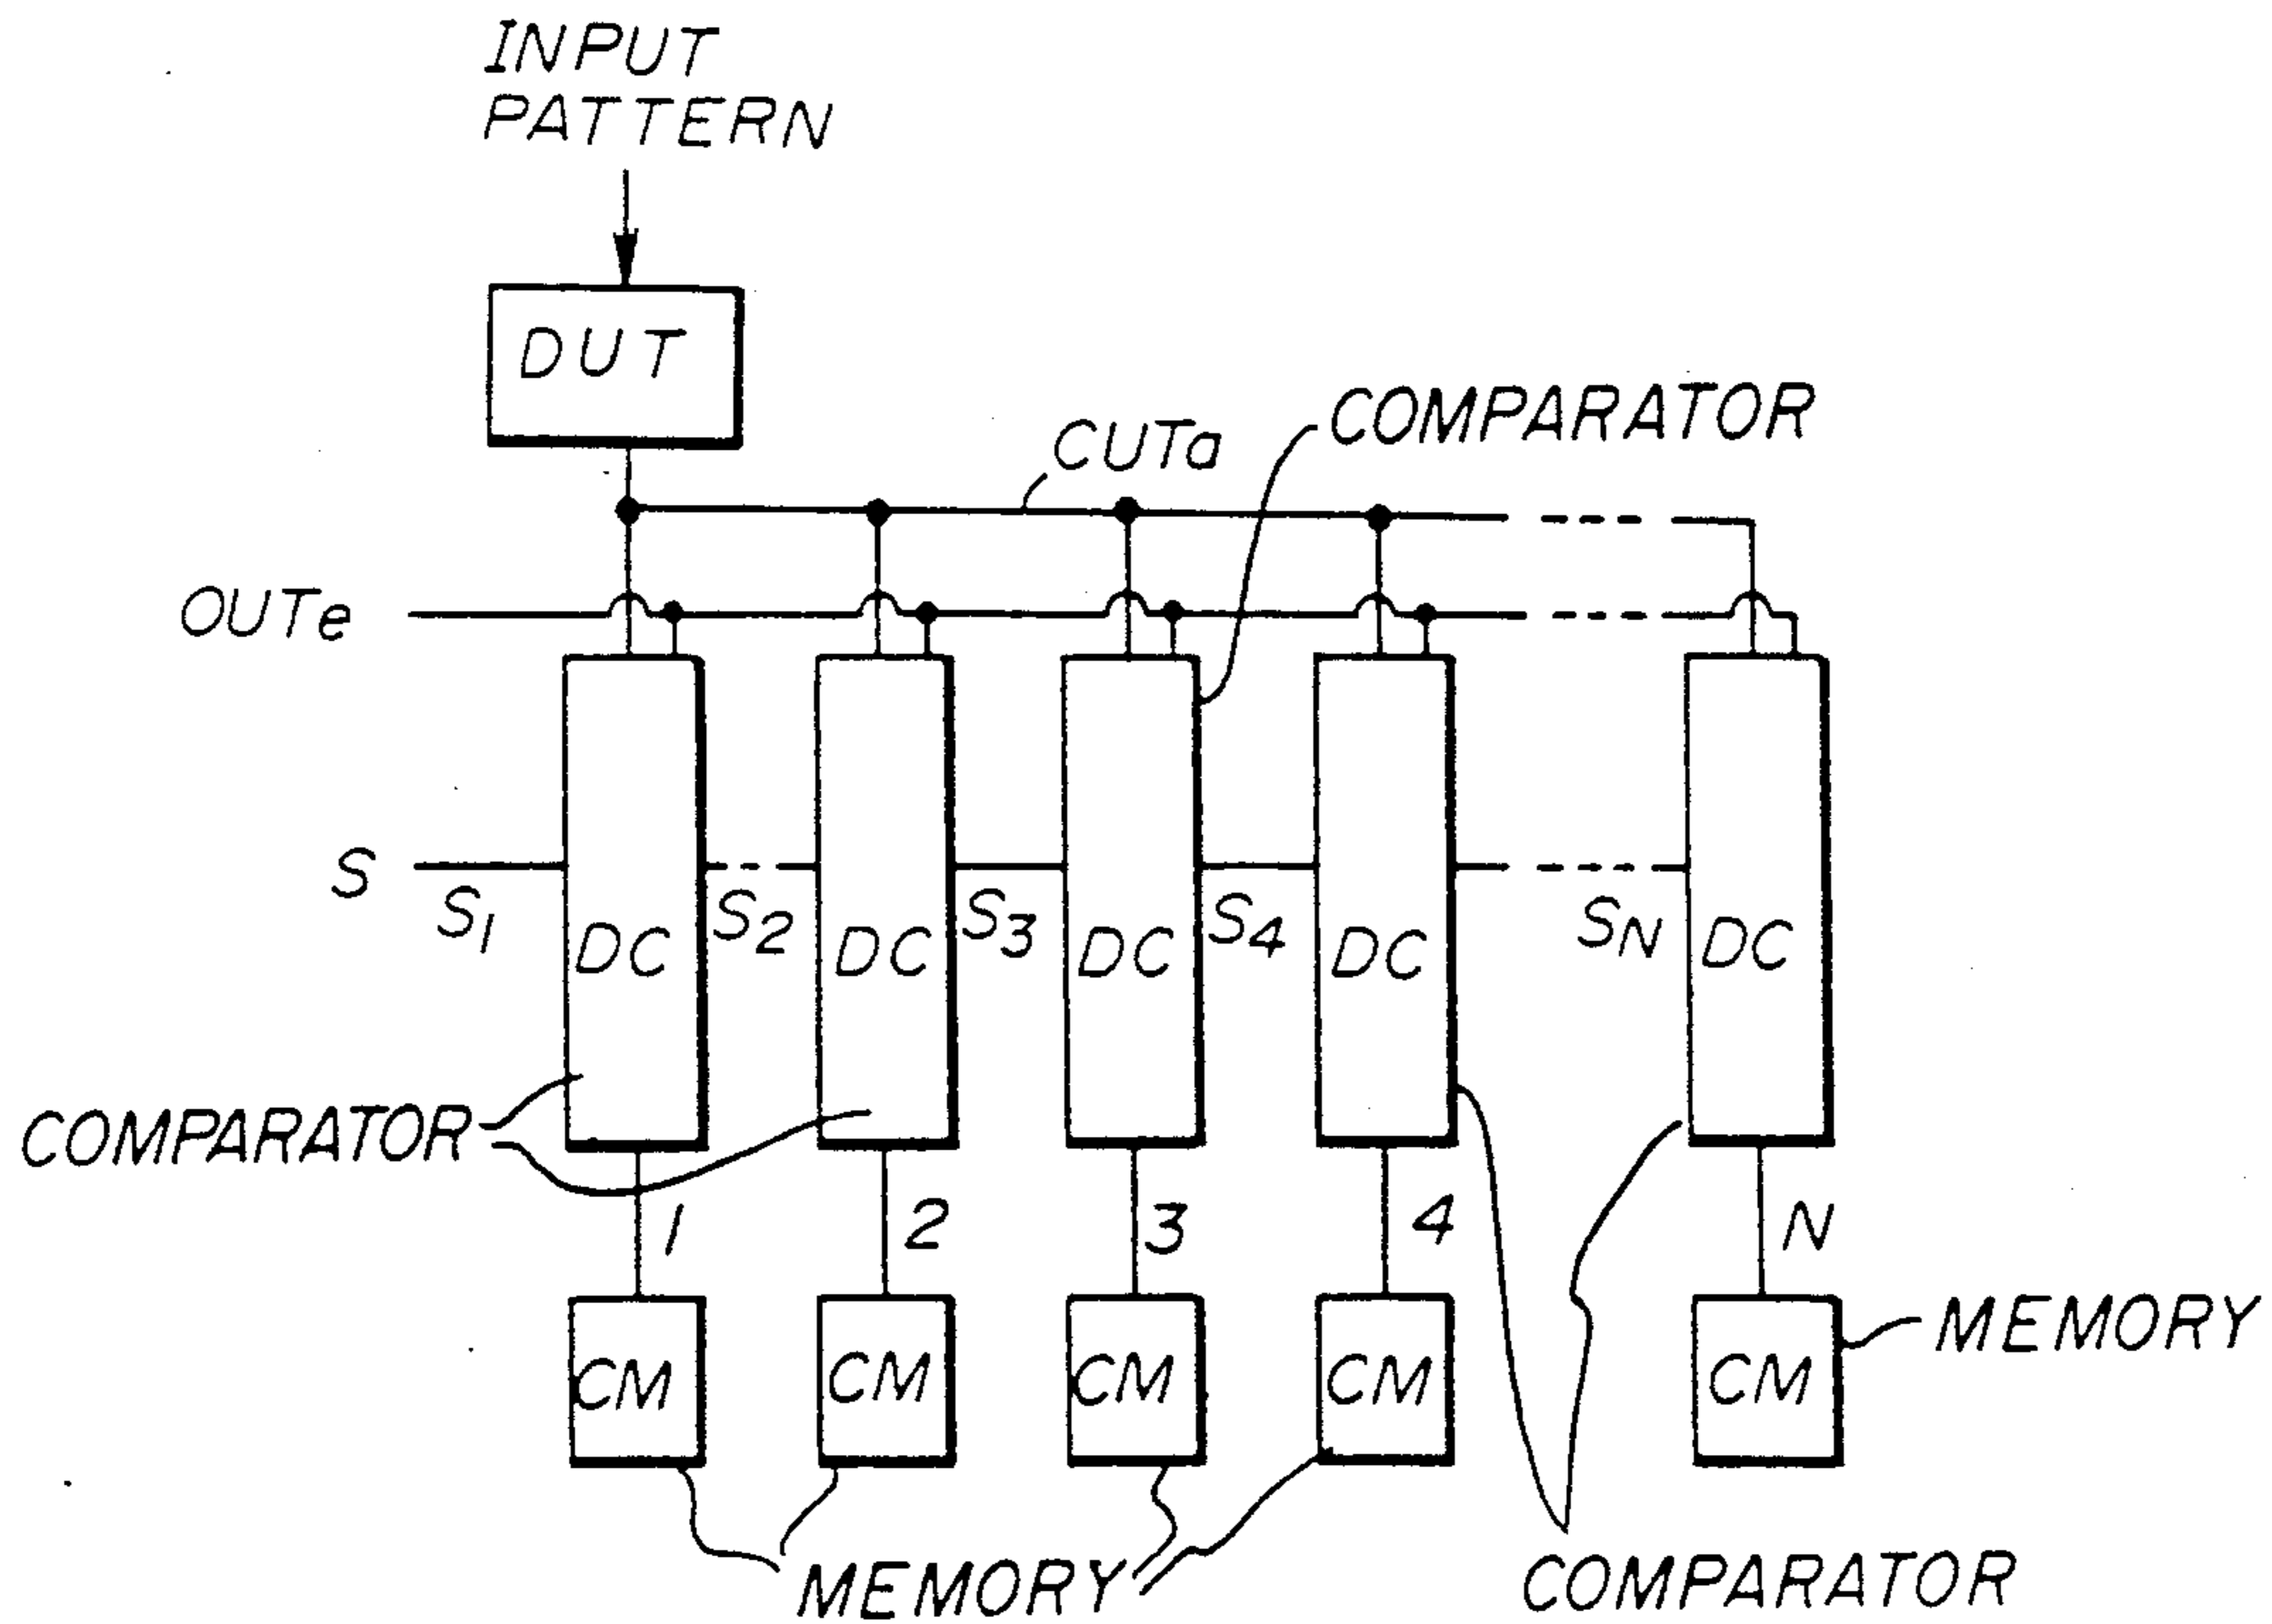 INPUT
PATTERN
DUT
COMPARATOR
CUTa
OUTe
S
S1
S2
S3
S4
SN
DC
DC
DC
DC
DC
COMPARATOR
1
2
3
4
N
CM
CM
CM
CM
CM
MEMORY
MEMORY
COMPARATOR